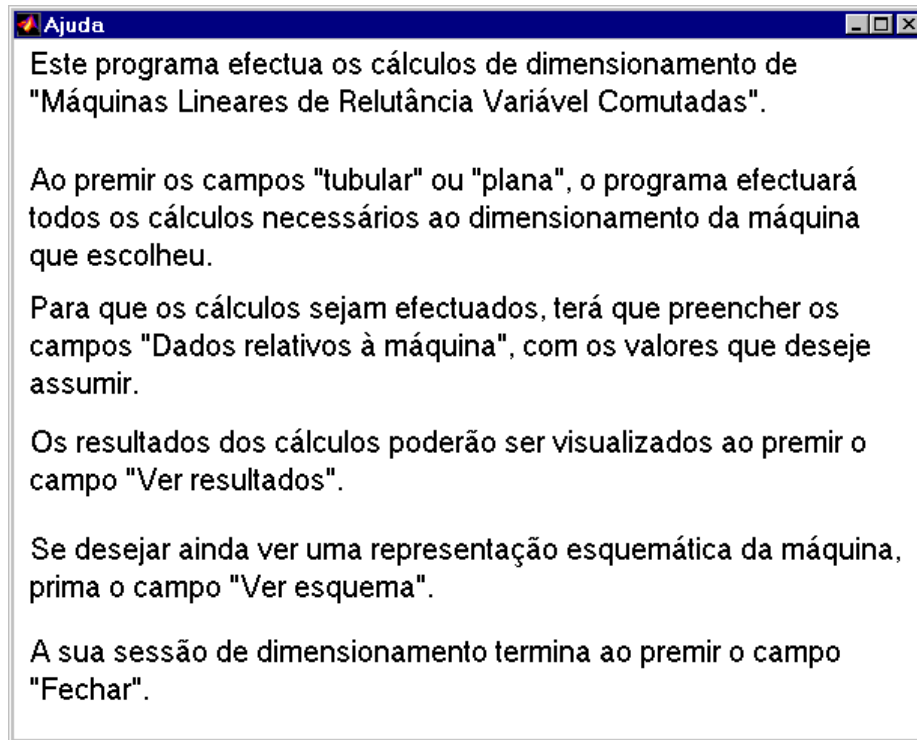 Ajuda
Este programa efectua os cálculos de dimensionamento de
"Máquinas Lineares de Relutância Variável Comutadas".
Ao premir os campos "tubular" ou "plana", o programa efectuará
todos os cálculos necessários ao dimensionamento da máquina
que escolheu.
Para que os cálculos sejam efectuados, terá que preencher os
campos "Dados relativos à máquina", com os valores que deseje
assumir.
Os resultados dos cálculos poderão ser visualizados ao premir o
campo "Ver resultados".
Se desejar ainda ver uma representação esquemática da máquina,
prima o campo "Ver esquema".
A sua sessão de dimensionamento termina ao premir o campo
"Fechar".